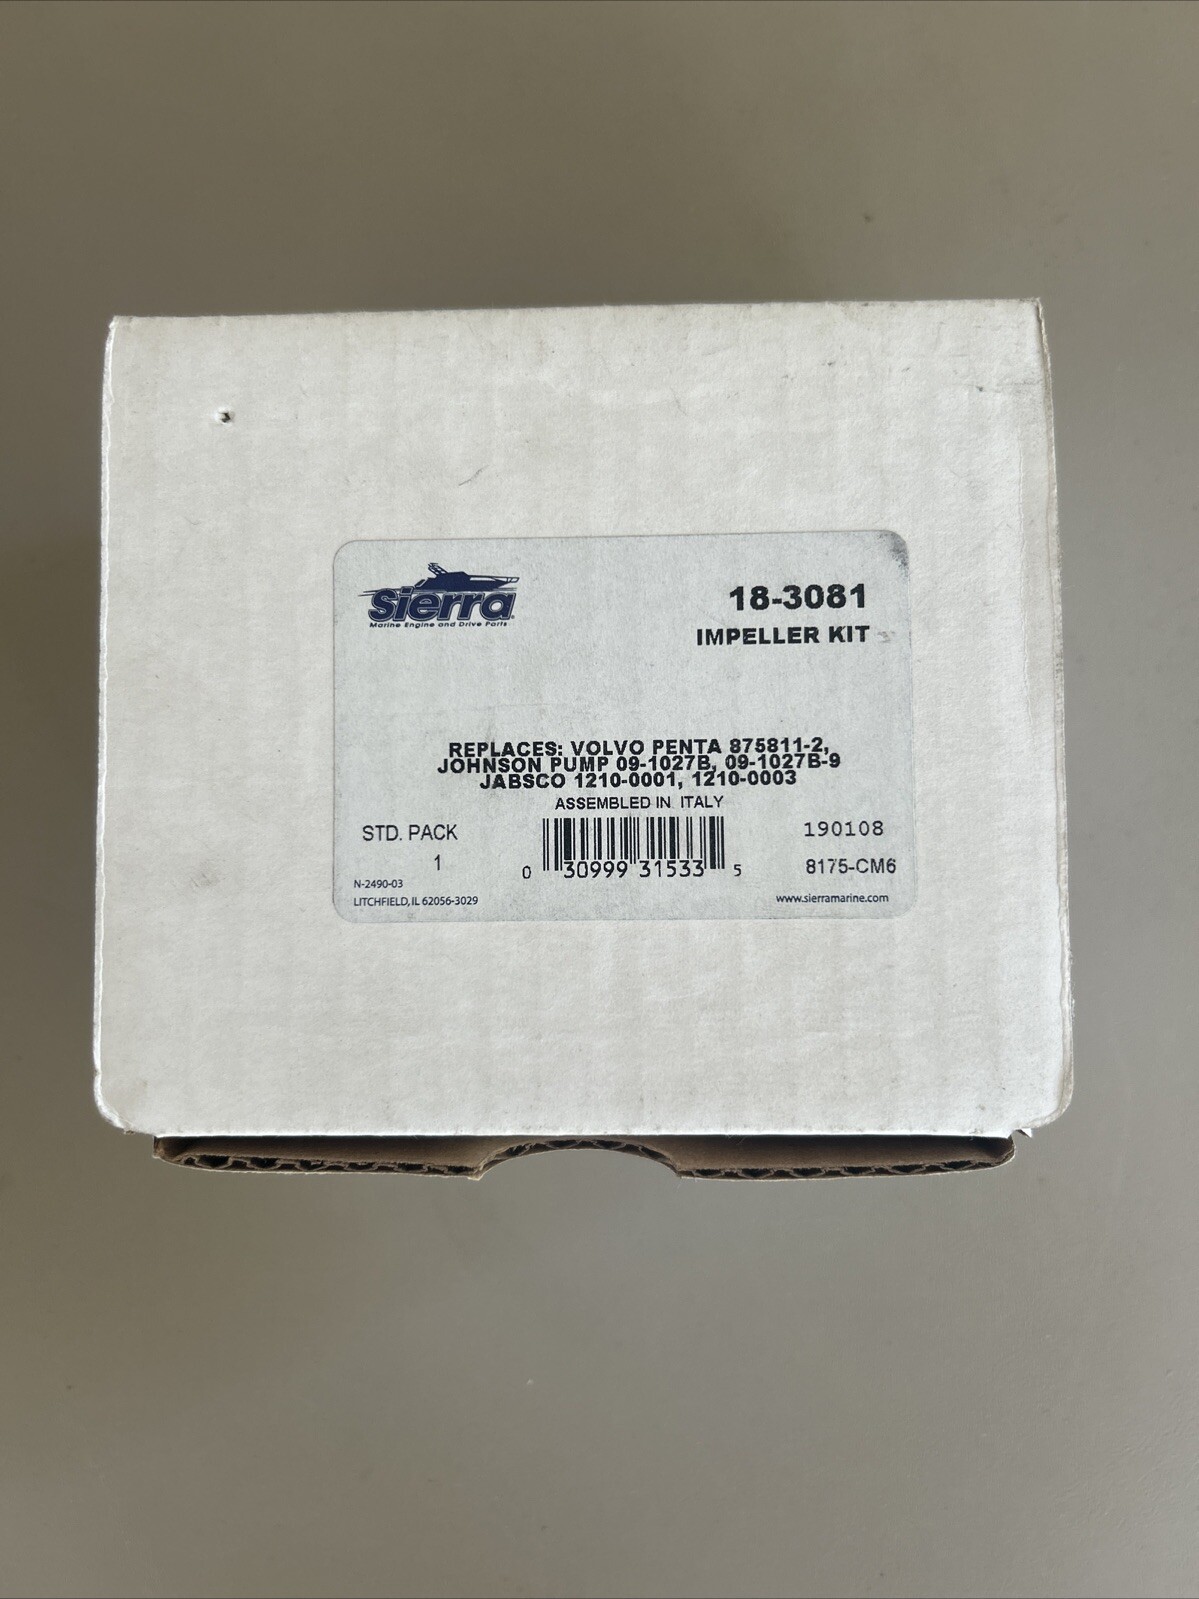 Sierra
Marine Engine and Drive Parts
18-3081
IMPELLER KIT
REPLACES: VOLVO PENTA 875811-2,
JOHNSON PUMP 09-1027B, 09-1027B-9
JABSCO 1210-0001, 1210-0003
ASSEMBLED IN ITALY
STD. PACK
1
0 30999 31533 5
190108
8175-CM6
N-2490-03
LITCHFIELD, IL 62056-3029
www.sierramarine.com